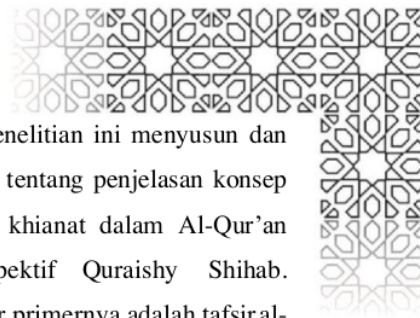 enelitian ini menyusun dan
tentang penjelasan konsep
khianat dalam Al-Qur’an
pektif Quraishy Shihab.
r primernya adalah tafsir al-